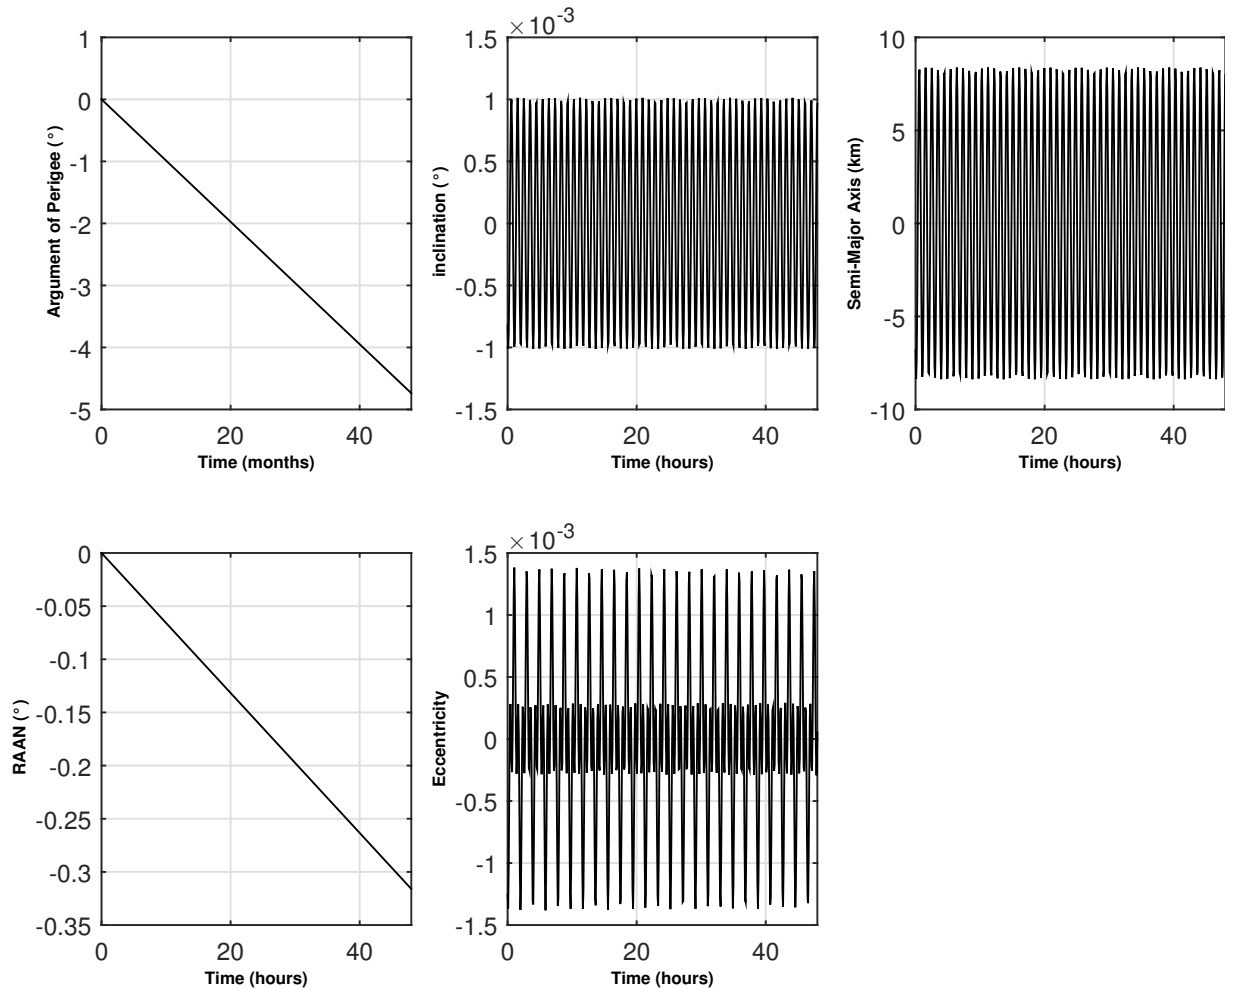 1
0
-1
-2
-3
-4
-5
0 20 40
Argument of Perigee (°)
Time (months)
×10-3
1.5
1
0.5
0
-0.5
-1
-1.5
0 20 40
inclination (°)
Time (hours)
10
5
0
-5
-10
0 20 40
Semi-Major Axis (km)
Time (hours)
0
-0.05
-0.1
-0.15
-0.2
-0.25
-0.3
-0.35
0 20 40
RAAN (°)
Time (hours)
×10-3
1.5
1
0.5
0
-0.5
-1
-1.5
0 20 40
Eccentricity
Time (hours)